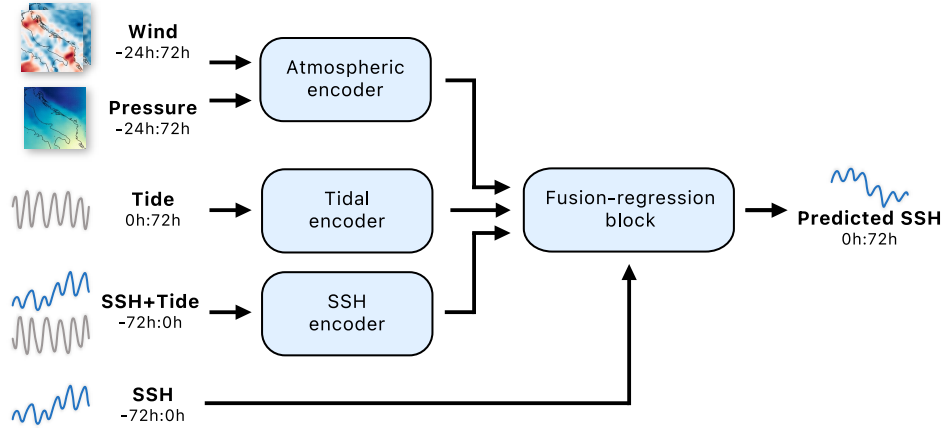 Wind
-24h:72h
Atmospheric
encoder
Pressure
-24h:72h
Tide
0h:72h
Tidal
encoder
Fusion-regression
block
Predicted SSH
0h:72h
SSH+Tide
-72h:0h
SSH
encoder
SSH
-72h:0h